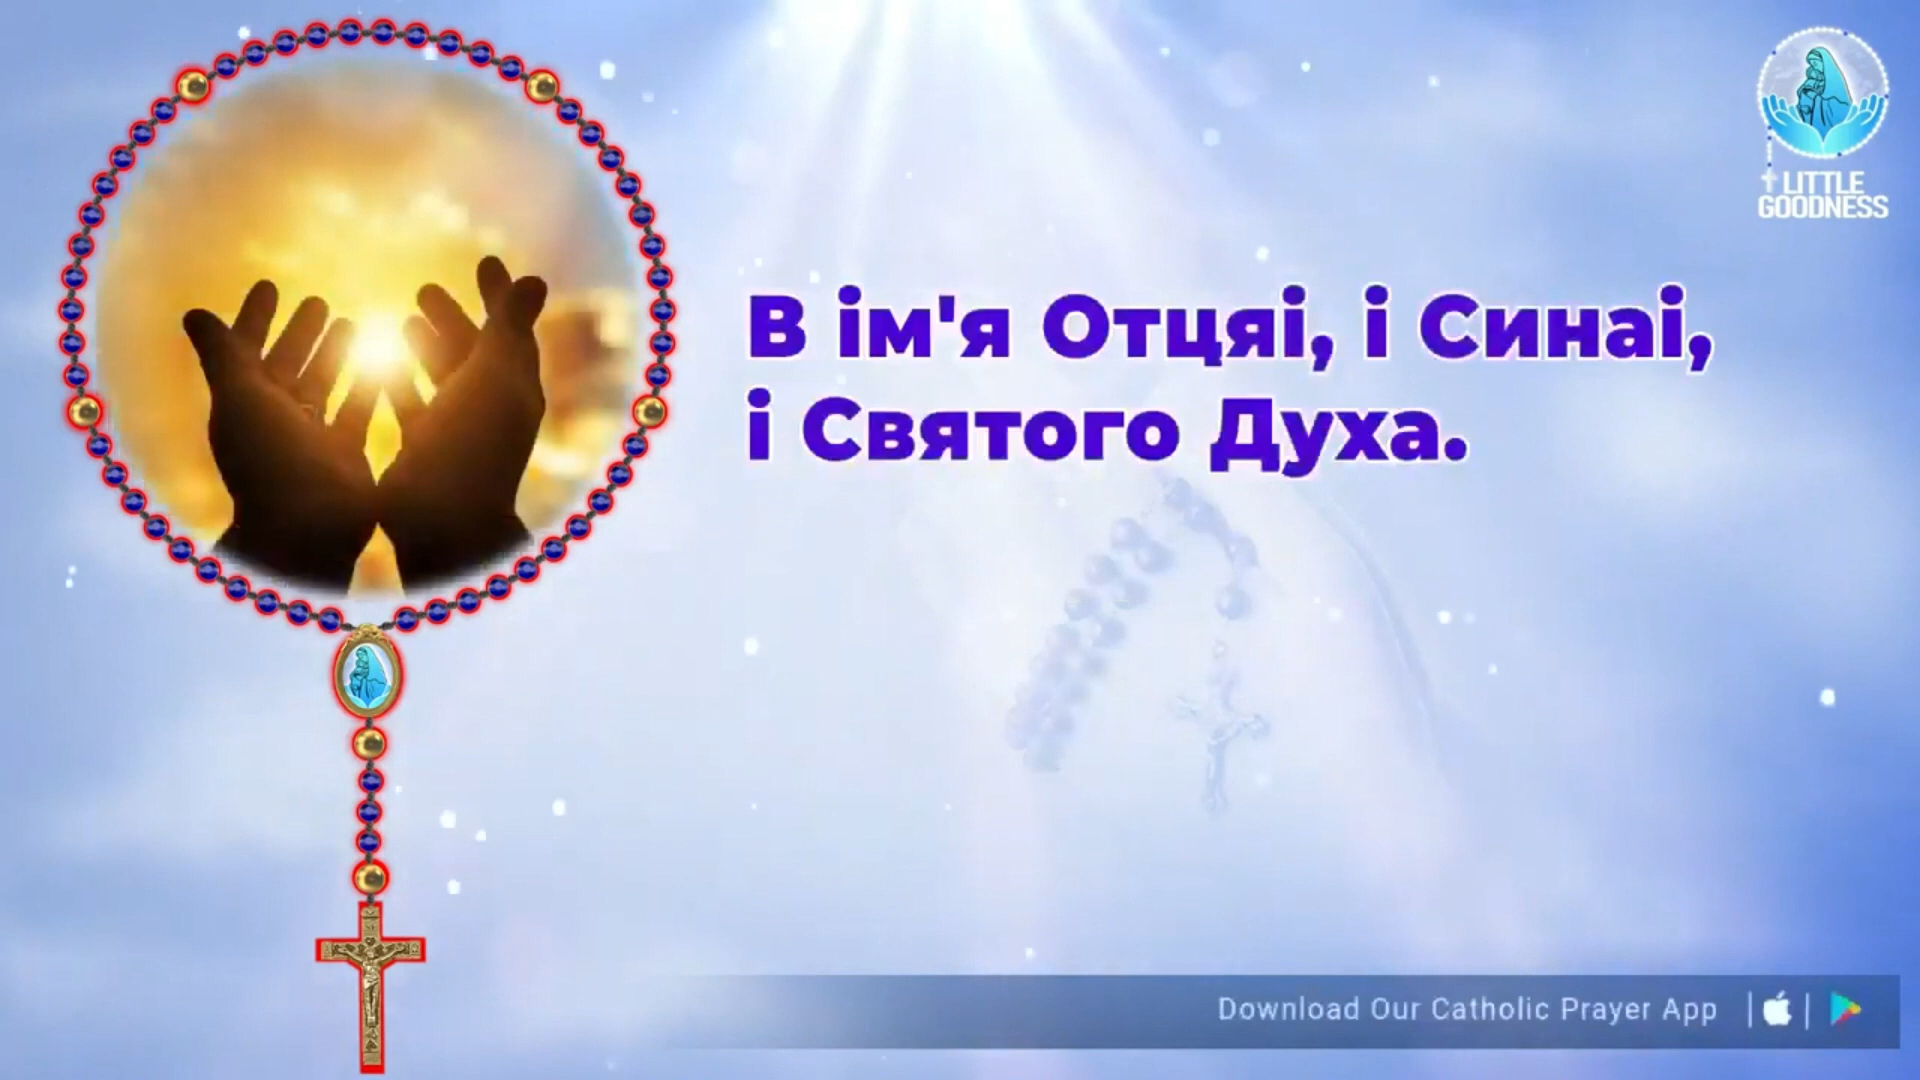 LITTLE
GOODNESS
В ім'я Отцяі, і Синаі,
і Святого Духа.
Download Our Catholic Prayer App